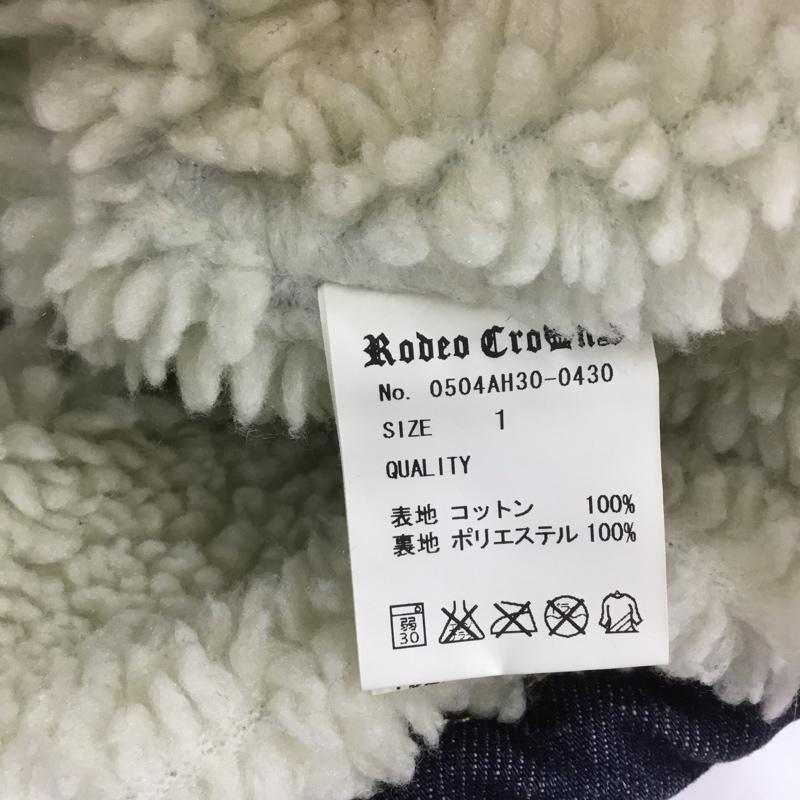 Rodeo Crowns
No. 0504AH30-0430
SIZE 1
QUALITY
表地 コットン 100%
裏地 ポリエステル 100%
弱
30